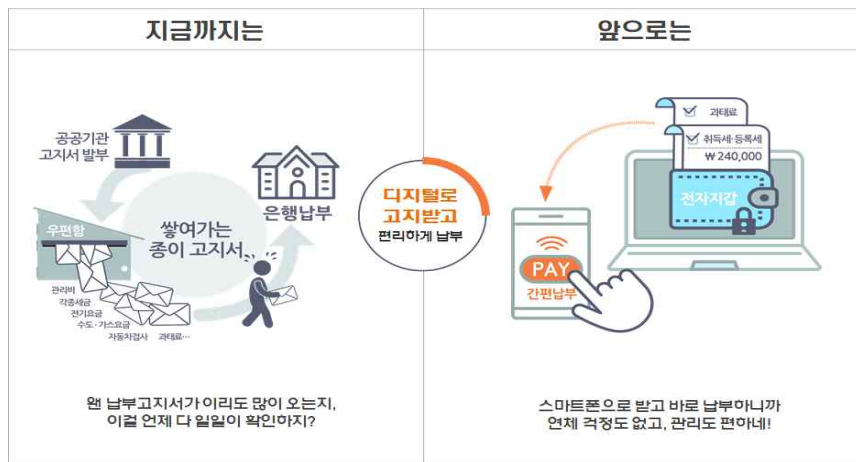 지금까지는
앞으로는
공공기관
고지서 발부
은행납부
우편함
쌓여가는
종이 고지서
관리비
각종세금
전기요금
수도·가스요금
자동차검사 과태료…
왠 납부고지서가 이리도 많이 오는지,
이걸 언제 다 일일이 확인하지?
디지털로
고지받고
편리하게 납부
과태료
취득세·등록세
₩240,000
전자지갑
PAY
간편납부
스마트폰으로 받고 바로 납부하니까
연체 걱정도 없고, 관리도 편하네!